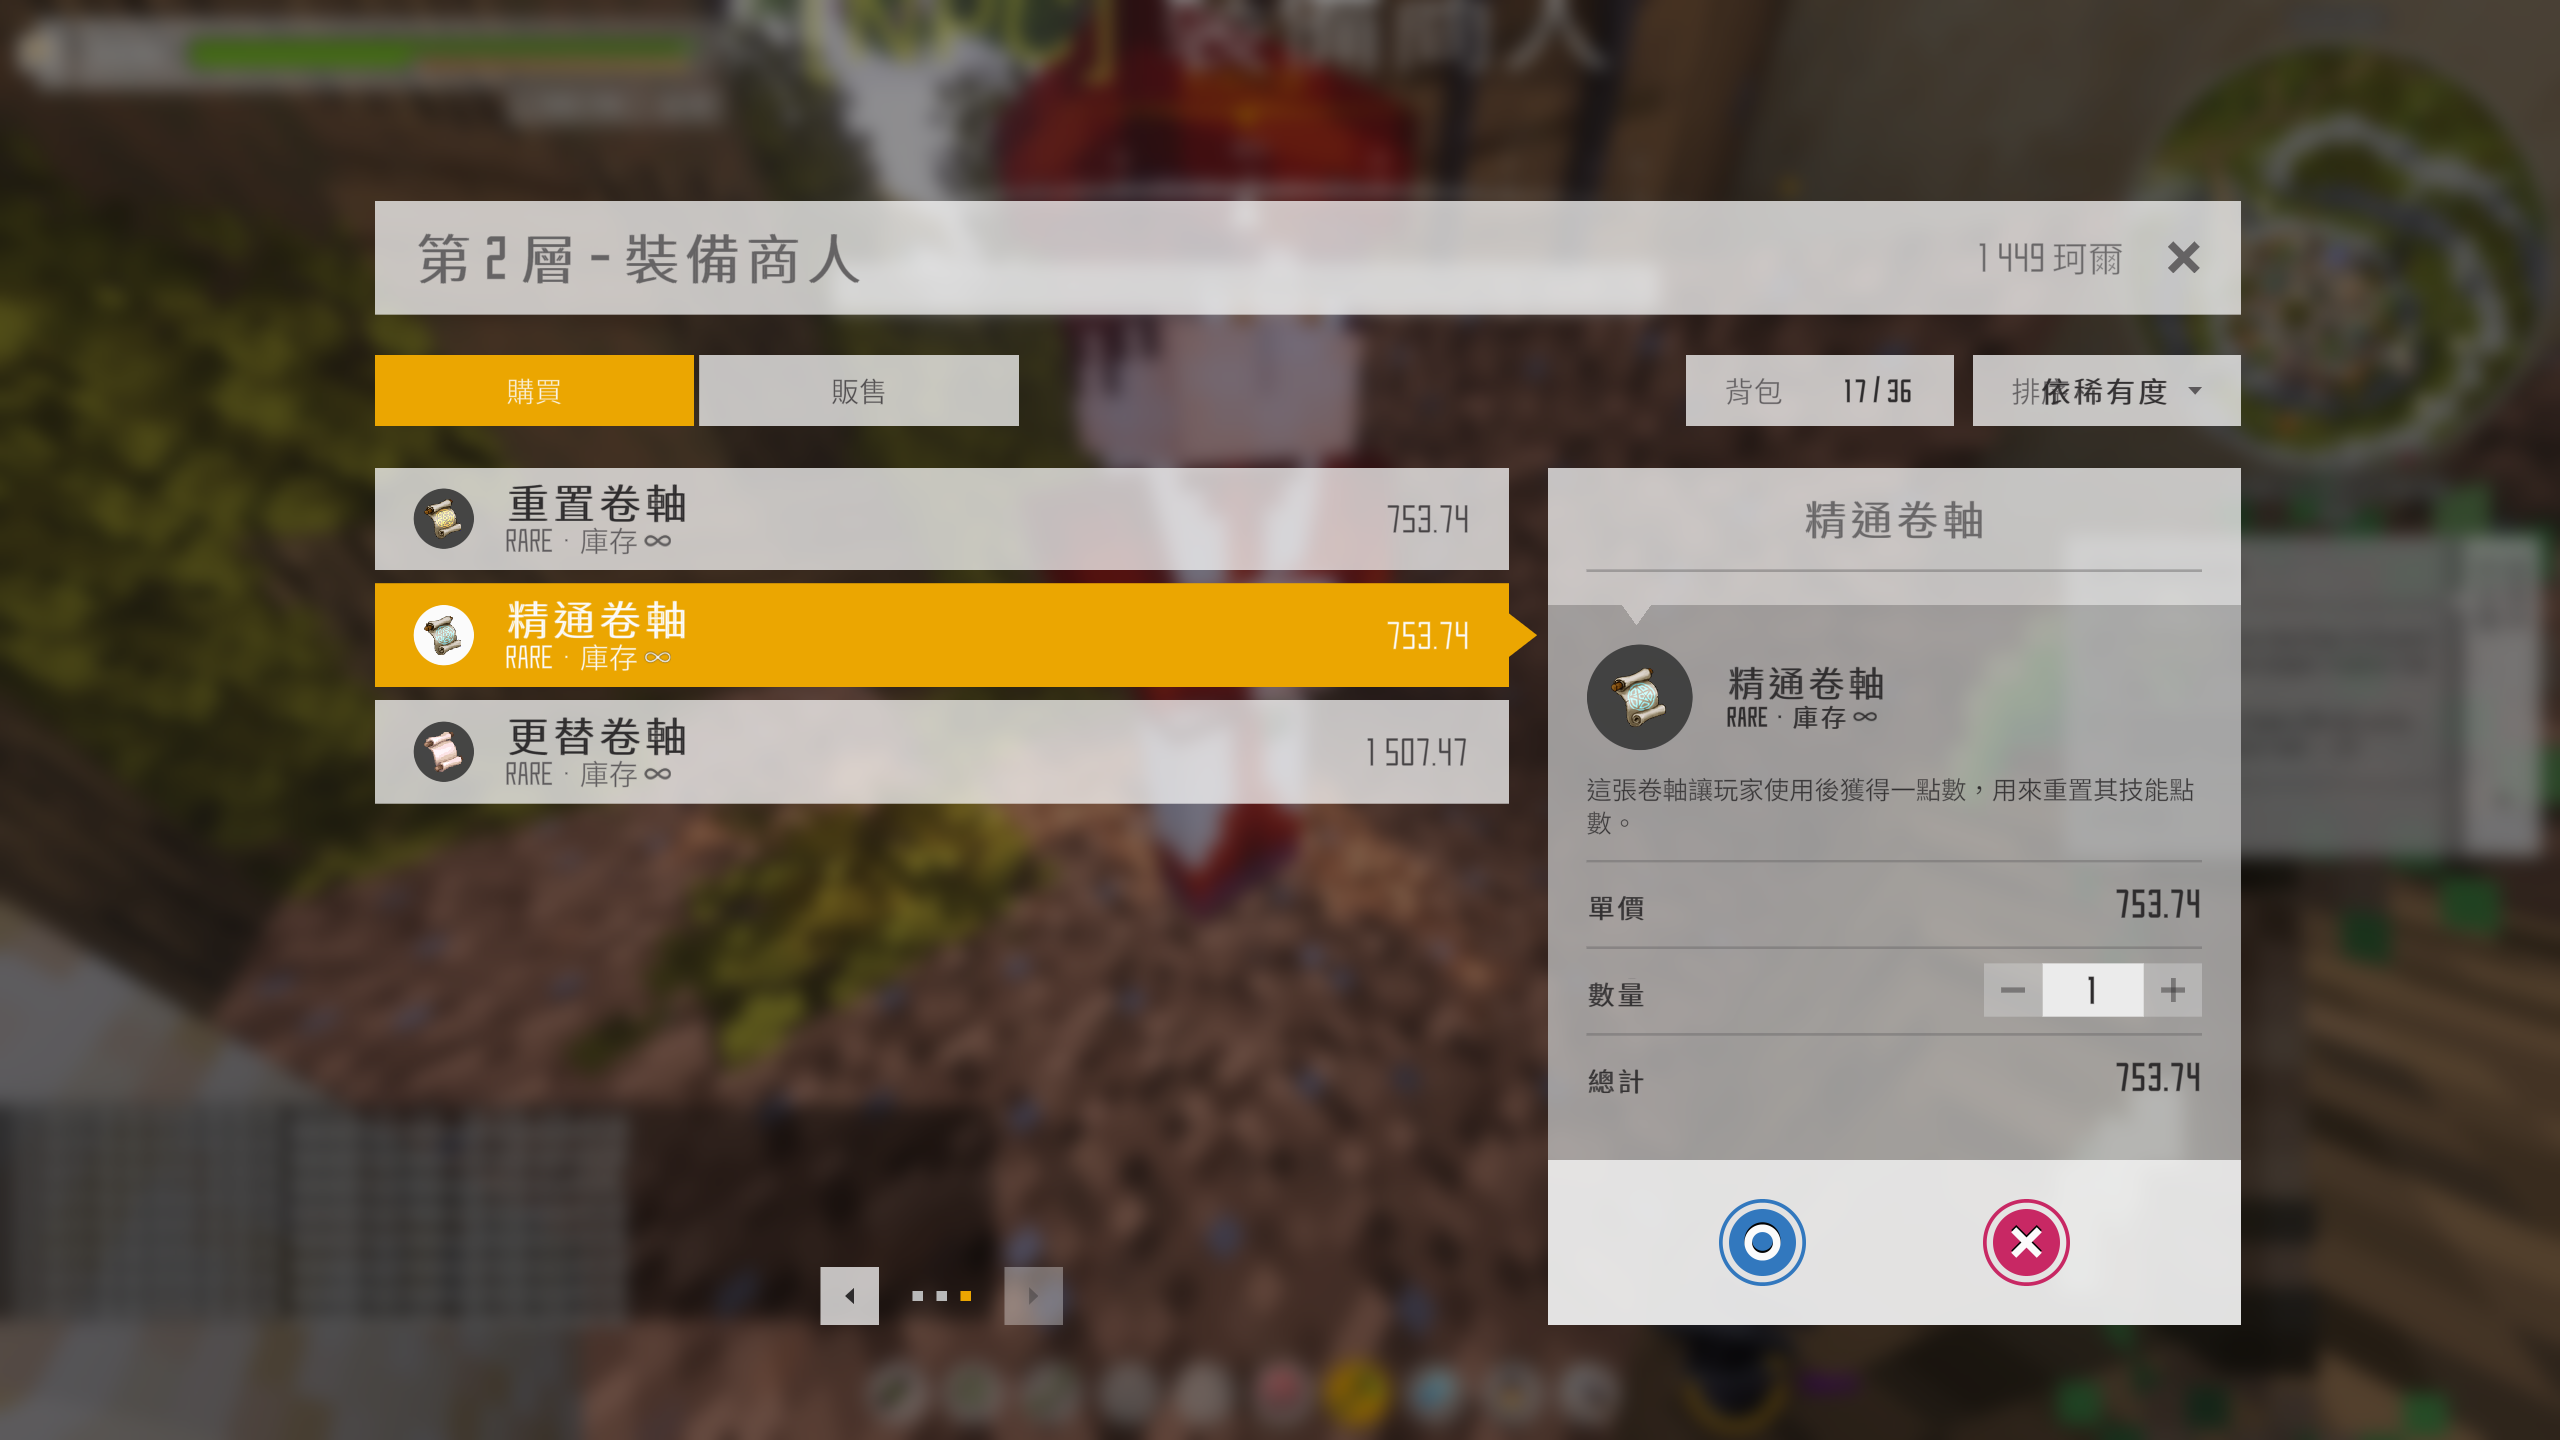 裝備商人
第2層-裝備商人
1 449 珂爾
購買
販售
背包 17/36
依稀有度
重置卷軸
RARE · 庫存 ∞
753.74
精通卷軸
RARE · 庫存 ∞
753.74
更替卷軸
RARE · 庫存 ∞
1 507.47
精通卷軸
精通卷軸
RARE · 庫存 ∞
這張卷軸讓玩家使用後獲得一點數，用來重置其技能點
數。
單價 753.74
數量 1
總計 753.74